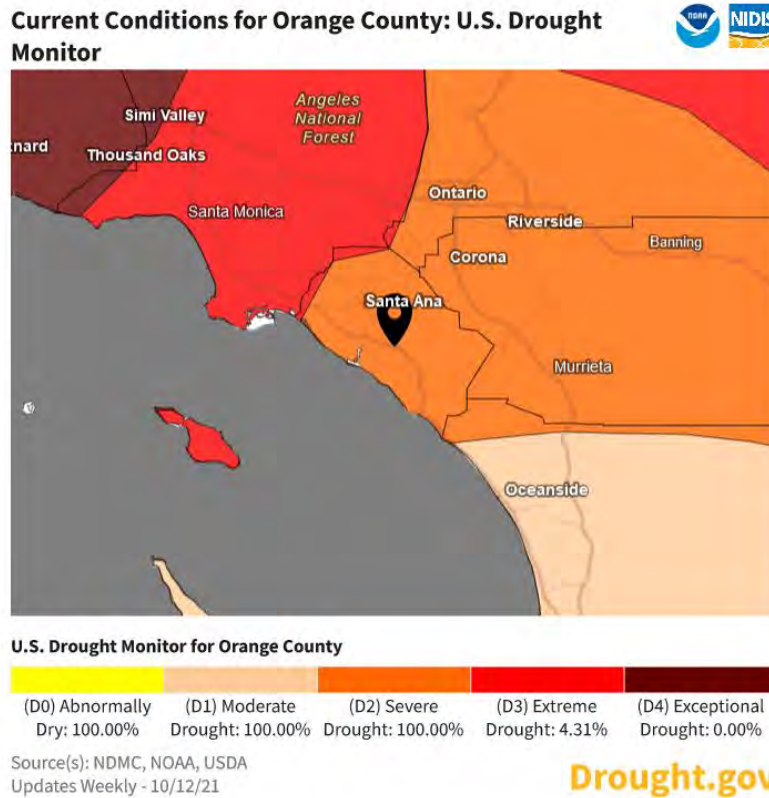 Current Conditions for Orange County: U.S. Drought
Monitor
NOAA
NIDIS
Angeles
National
Forest
Simi Valley
nard
Thousand Oaks
Santa Monica
Ontario
Riverside
Banning
Corona
Santa Ana
Murrieta
Oceanside
U.S. Drought Monitor for Orange County
(D0) Abnormally
Dry: 100.00%
(D1) Moderate
Drought: 100.00%
(D2) Severe
Drought: 100.00%
(D3) Extreme
Drought: 4.31%
(D4) Exceptional
Drought: 0.00%
Source(s): NDMC, NOAA, USDA
Updates Weekly - 10/12/21
Drought.gov